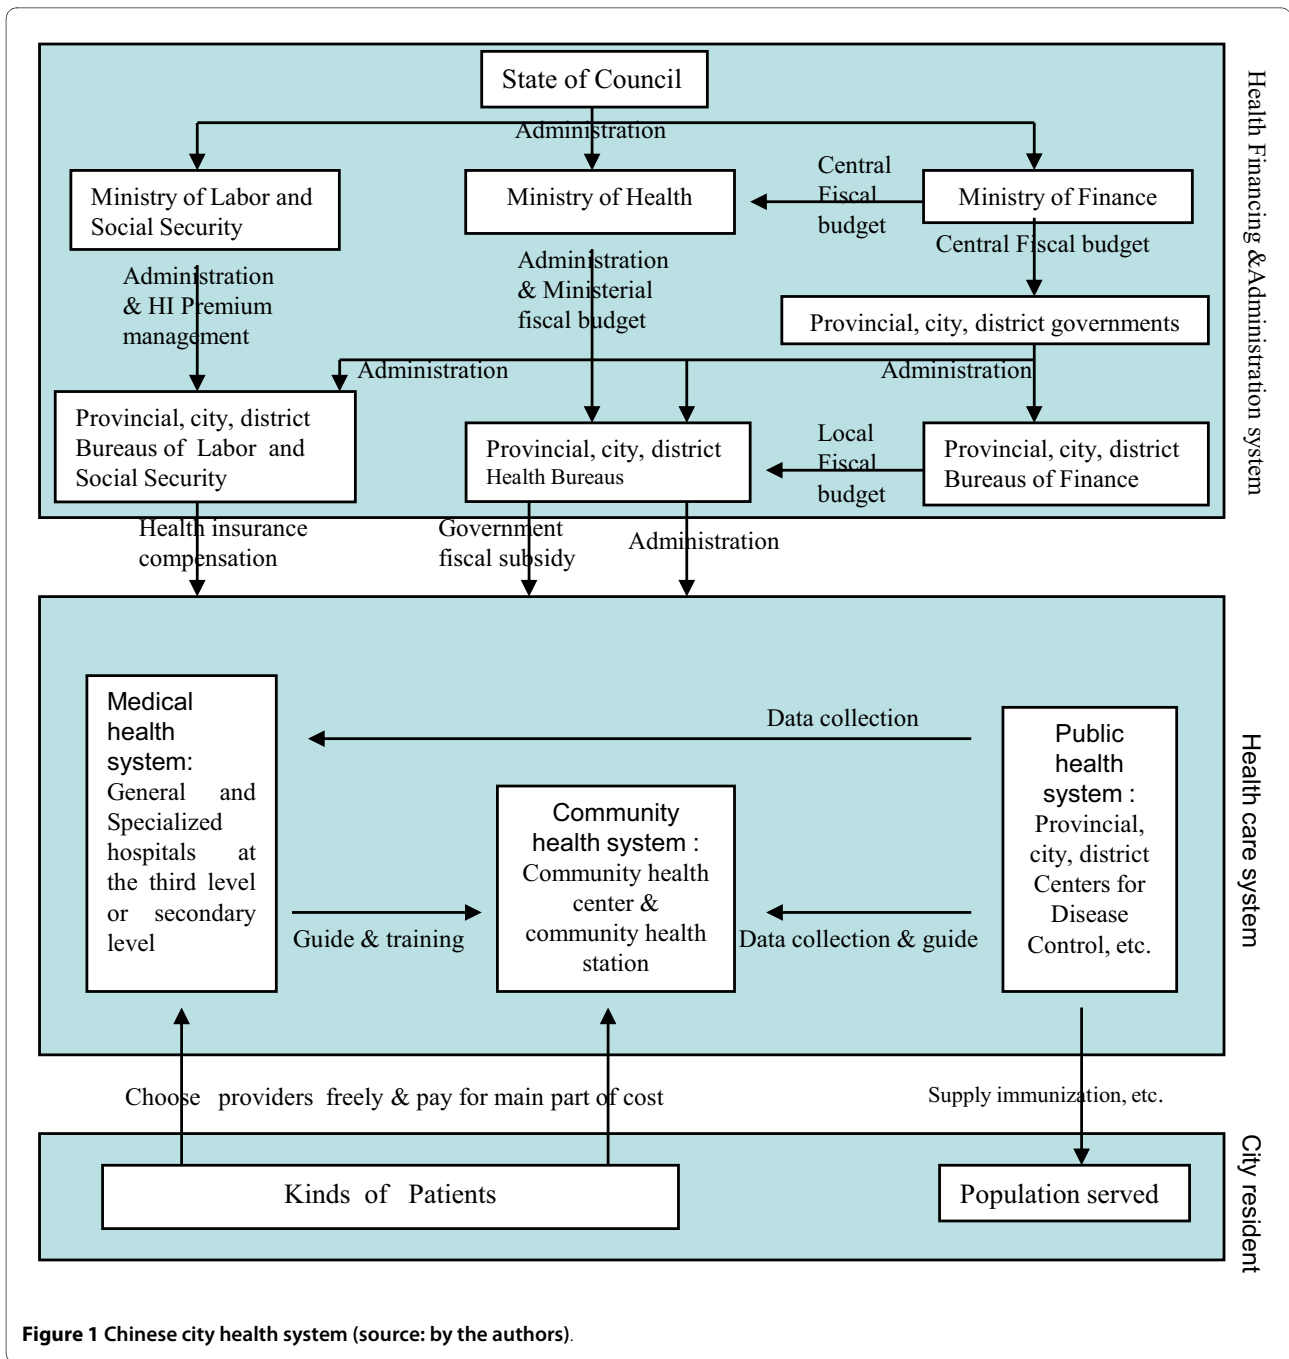 State of Council
Administration
Ministry of Labor and
Social Security
Ministry of Health
Central
Fiscal
budget
Ministry of Finance
Central Fiscal budget
Administration
& HI Premium
management
Administration
& Ministerial
fiscal budget
Provincial, city, district governments
Administration
Administration
Provincial, city, district
Bureaus of Labor and
Social Security
Provincial, city, district
Health Bureaus
Local
Fiscal
budget
Provincial, city, district
Bureaus of Finance
Health Financing &Administration system
Health insurance
compensation
Government
fiscal subsidy
Administration
Medical
health
system:
General and
Specialized
hospitals at
the third level
or secondary
level
Data collection
Public
health
system :
Provincial,
city, district
Centers for
Disease
Control, etc.
Community
health system :
Community health
center &
community health
station
Guide & training
Data collection & guide
Health care system
Choose providers freely & pay for main part of cost
Supply immunization, etc.
Kinds of Patients
Population served
City resident
Figure 1 Chinese city health system (source: by the authors).